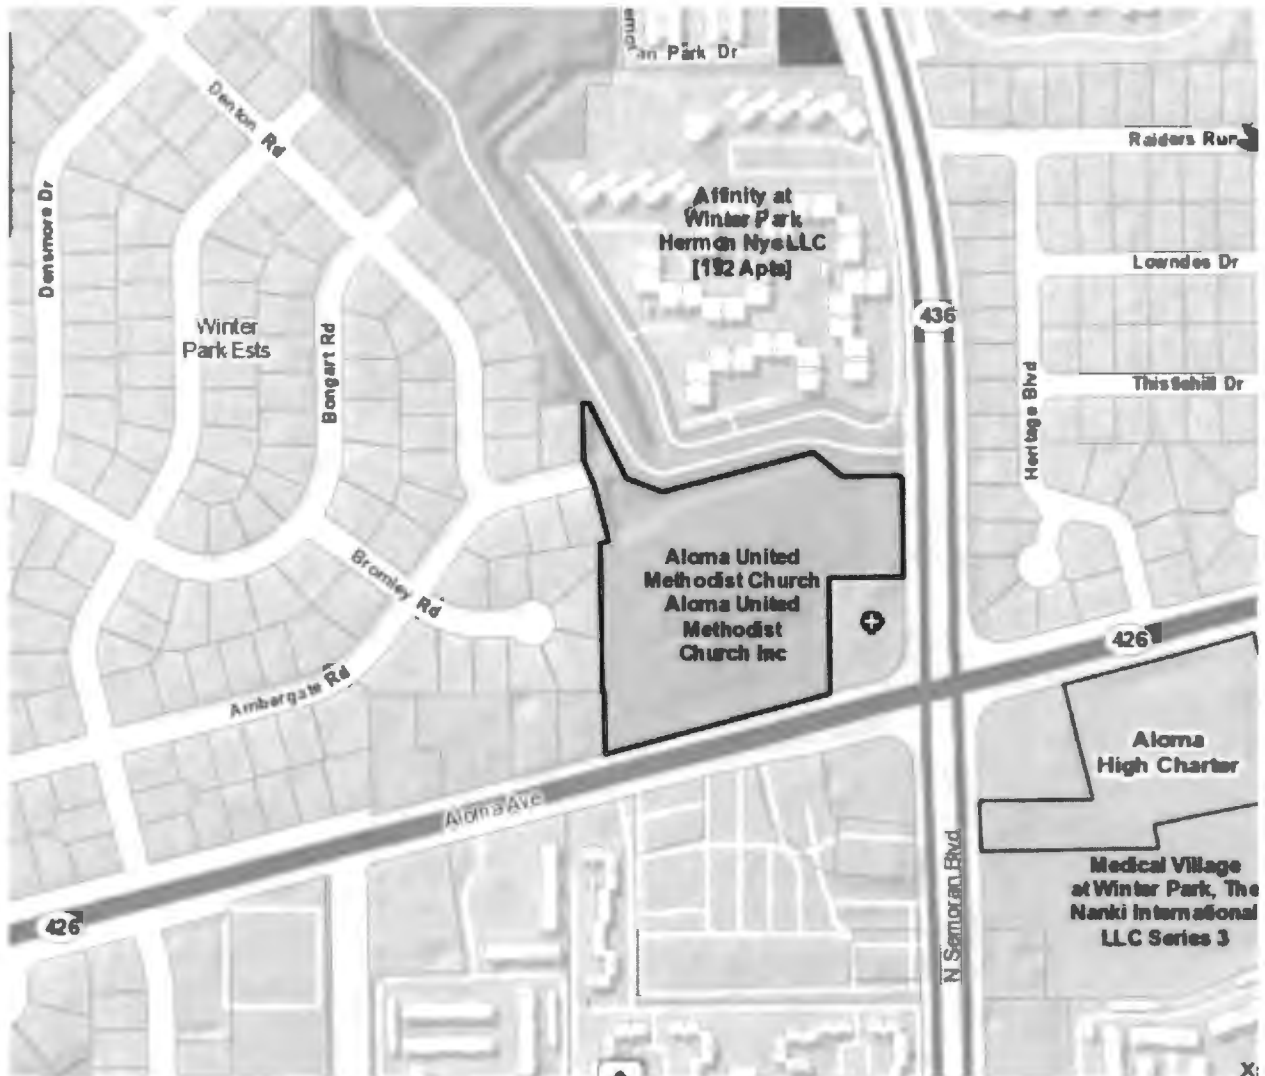 Park Dr
Denton Rd
Raiders Run
Densmore Dr
Affinity at
Winter Park
Hermon Nye LLC
[192 Apts]
Lowndes Dr
436
Winter
Park Ests
Bongart Rd
Heritage Blvd
Thistlehill Dr
Aloma United
Methodist Church
Aloma United
Methodist
Church Inc
Bromley Rd
426
Ambergate Rd
Aloma
High Charter
Aloma Ave
N Semoran Blvd
Medical Village
at Winter Park, The
Nanki International
LLC Series 3
426